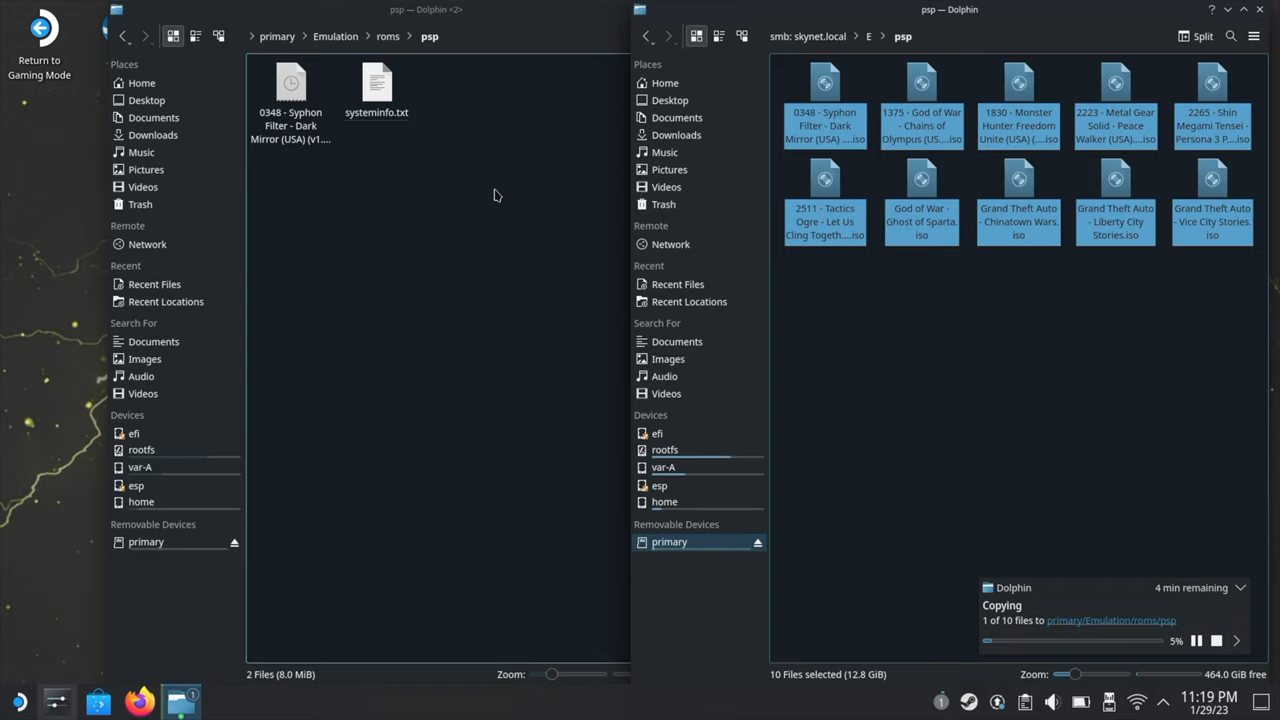 Return to
Gaming Mode
psp — Dolphin <2>
primary
Emulation
roms
psp
Places
Home
Desktop
Documents
Downloads
Music
Pictures
Videos
Trash
Remote
Network
Recent
Recent Files
Recent Locations
Search For
Documents
Images
Audio
Videos
Devices
efi
rootfs
var-A
esp
home
Removable Devices
primary
0348 - Syphon
Filter - Dark
Mirror (USA) (v1....
systeminfo.txt
2 Files (8.0 MiB)
Zoom:
psp — Dolphin
smb: skynet.local
E
psp
Split
Places
Home
Desktop
Documents
Downloads
Music
Pictures
Videos
Trash
Remote
Network
Recent
Recent Files
Recent Locations
Search For
Documents
Images
Audio
Videos
Devices
efi
rootfs
var-A
esp
home
Removable Devices
primary
0348 - Syphon
Filter - Dark
Mirror (USA) ....iso
1375 - God of War
- Chains of
Olympus (US....iso
1830 - Monster
Hunter Freedom
Unite (USA) (....iso
2223 - Metal Gear
Solid - Peace
Walker (USA)....iso
2265 - Shin
Megami Tensei -
Persona 3 P....iso
2511 - Tactics
Ogre - Let Us
Cling Togeth....iso
God of War -
Ghost of Sparta.
iso
Grand Theft Auto
- Chinatown Wars.
iso
Grand Theft Auto
- Liberty City
Stories.iso
Grand Theft Auto
- Vice City Stories.
iso
Dolphin
4 min remaining
Copying
1 of 10 files to primary/Emulation/roms/psp
5%
10 Files selected (12.8 GiB)
Zoom:
464.0 GiB free
1
1
11:19 PM
1/29/23